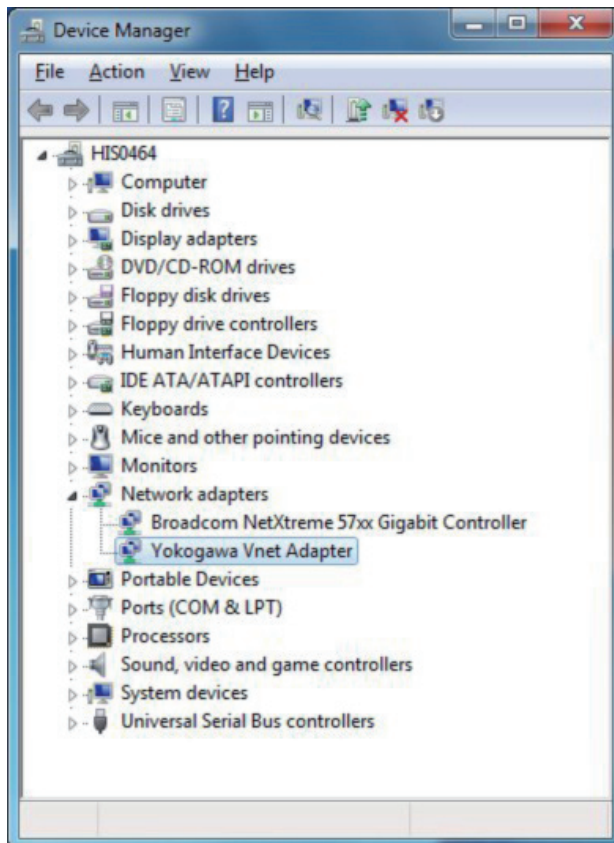 Device Manager
File Action View Help
HIS0464
Computer
Disk drives
Display adapters
DVD/CD-ROM drives
Floppy disk drives
Floppy drive controllers
Human Interface Devices
IDE ATA/ATAPI controllers
Keyboards
Mice and other pointing devices
Monitors
Network adapters
Broadcom NetXtreme 57xx Gigabit Controller
Yokogawa Vnet Adapter
Portable Devices
Ports (COM & LPT)
Processors
Sound, video and game controllers
System devices
Universal Serial Bus controllers